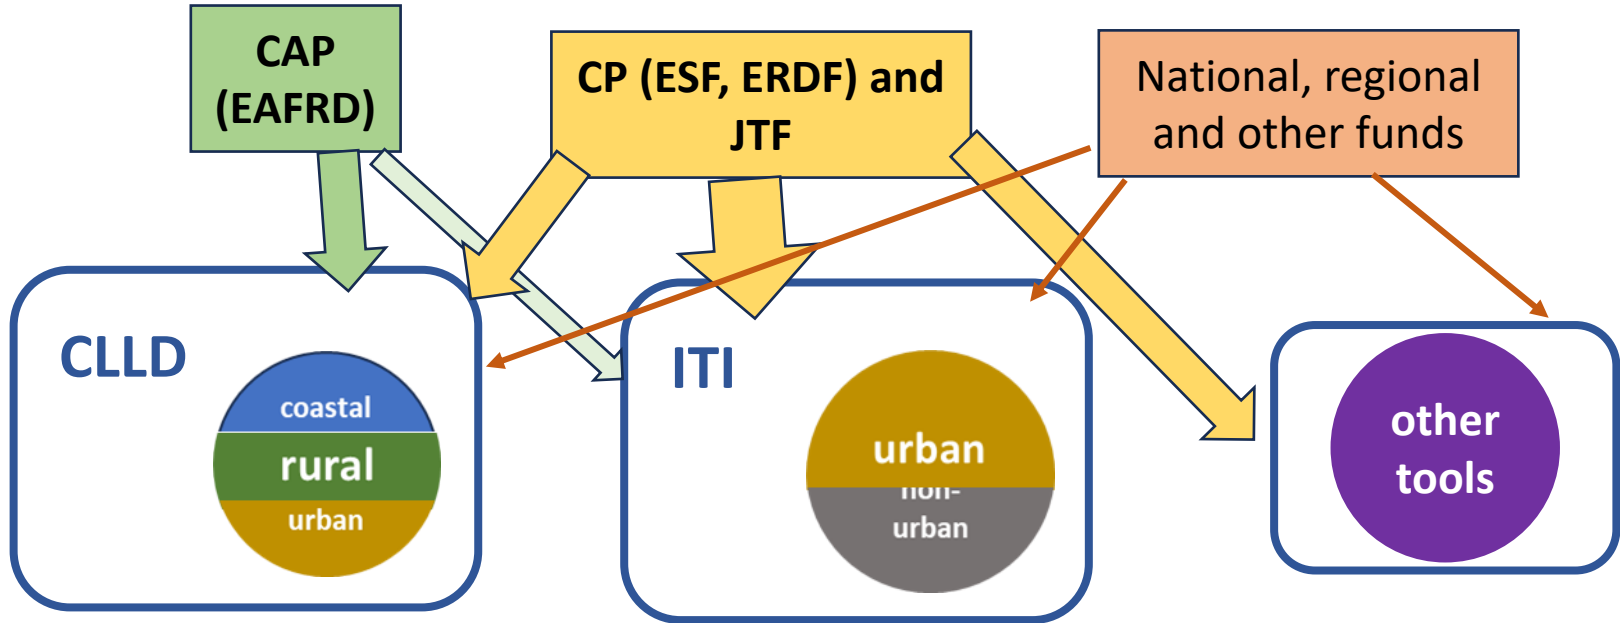 CAP
(EAFRD)
CP (ESF, ERDF) and
JTF
National, regional
and other funds
CLLD
coastal
rural
urban
ITI
urban
non-
urban
other
tools